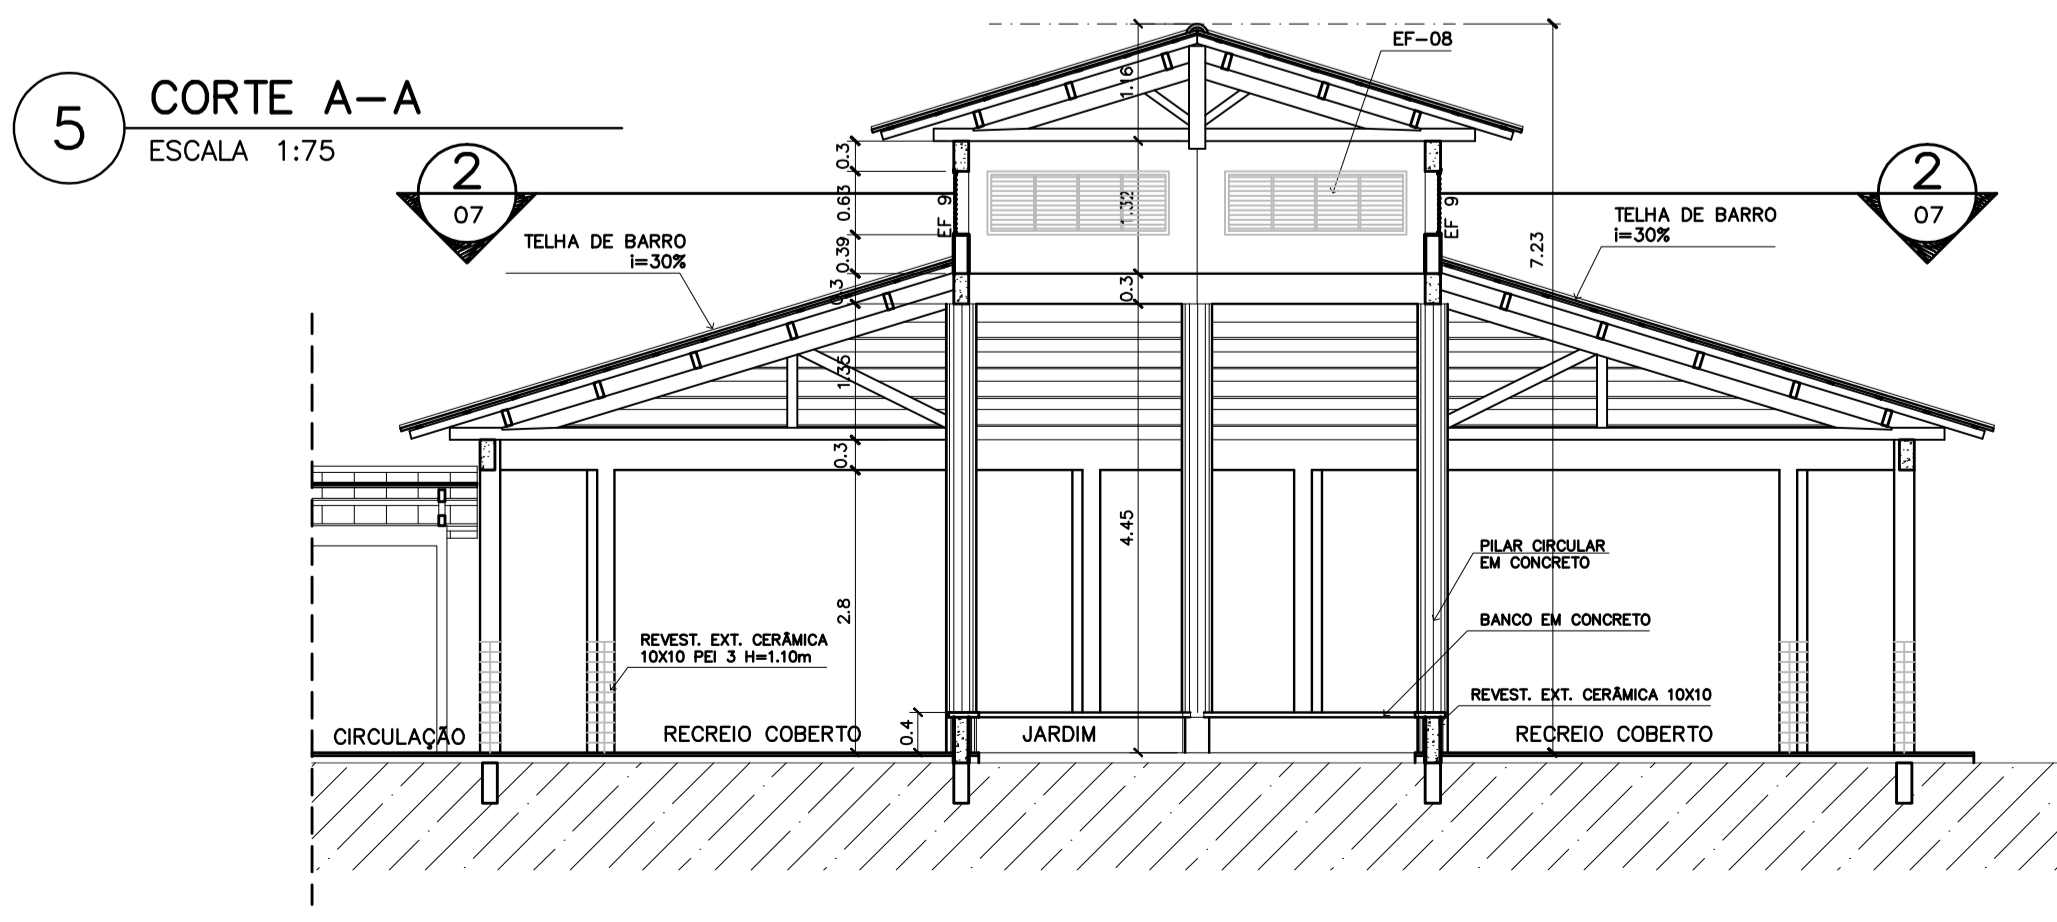 5
CORTE A-A
ESCALA 1:75
2
07
2
07
EF-08
1.16
0.3
0.63
0.39
0.3
1.35
0.3
2.8
1.32
0.3
4.45
7.23
0.4
EF 9
EF 9
TELHA DE BARRO
i=30%
TELHA DE BARRO
i=30%
PILAR CIRCULAR
EM CONCRETO
BANCO EM CONCRETO
REVEST. EXT. CERÂMICA
10X10 PEI 3 H=1.10m
REVEST. EXT. CERÂMICA 10X10
CIRCULAÇÃO
RECREIO COBERTO
JARDIM
RECREIO COBERTO